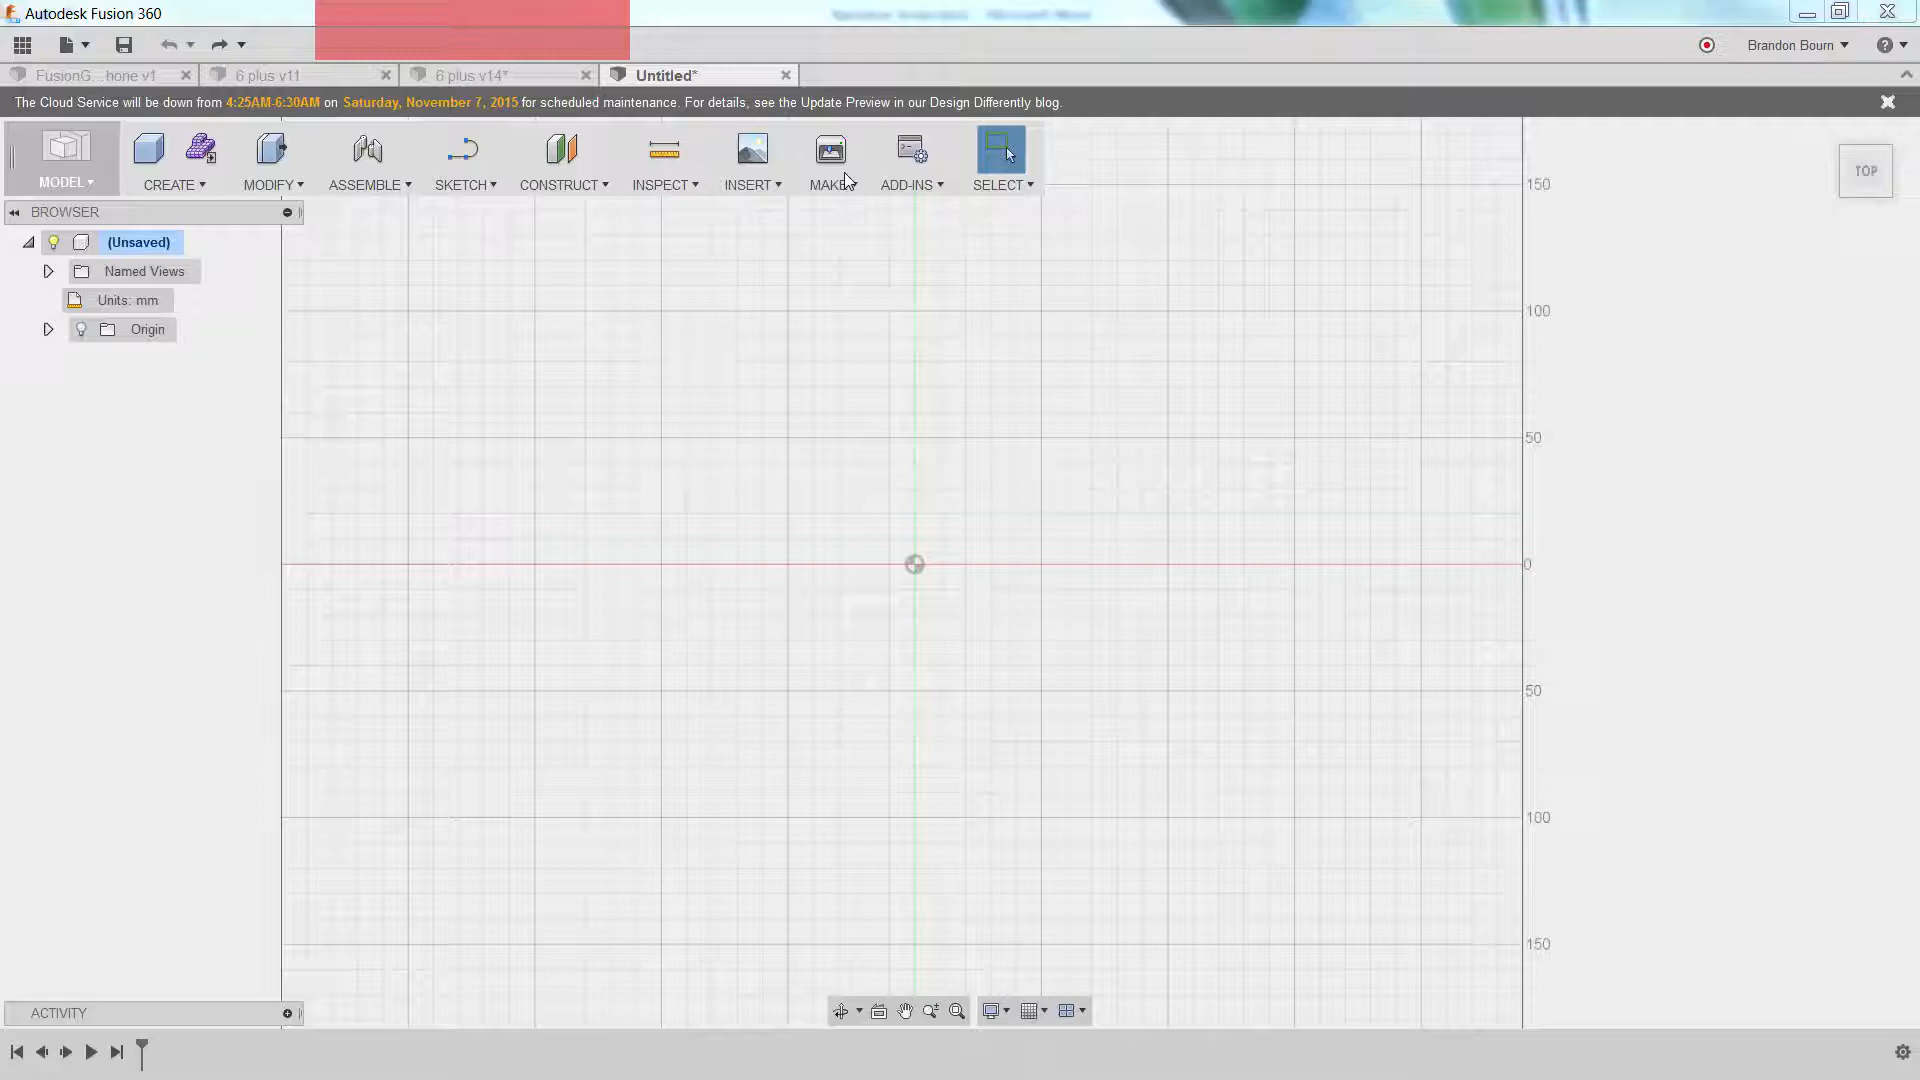 Autodesk Fusion 360
Brandon Bourn
FusionG...hone v1
6 plus v11
6 plus v14*
Untitled*
The Cloud Service will be down from 4:25AM-6:30AM on Saturday, November 7, 2015 for scheduled maintenance. For details, see the Update Preview in our Design Differently blog.
MODEL
CREATE
MODIFY
ASSEMBLE
SKETCH
CONSTRUCT
INSPECT
INSERT
MAKE
ADD-INS
SELECT
TOP
BROWSER
(Unsaved)
Named Views
Units: mm
Origin
150
100
50
0
50
100
150
ACTIVITY